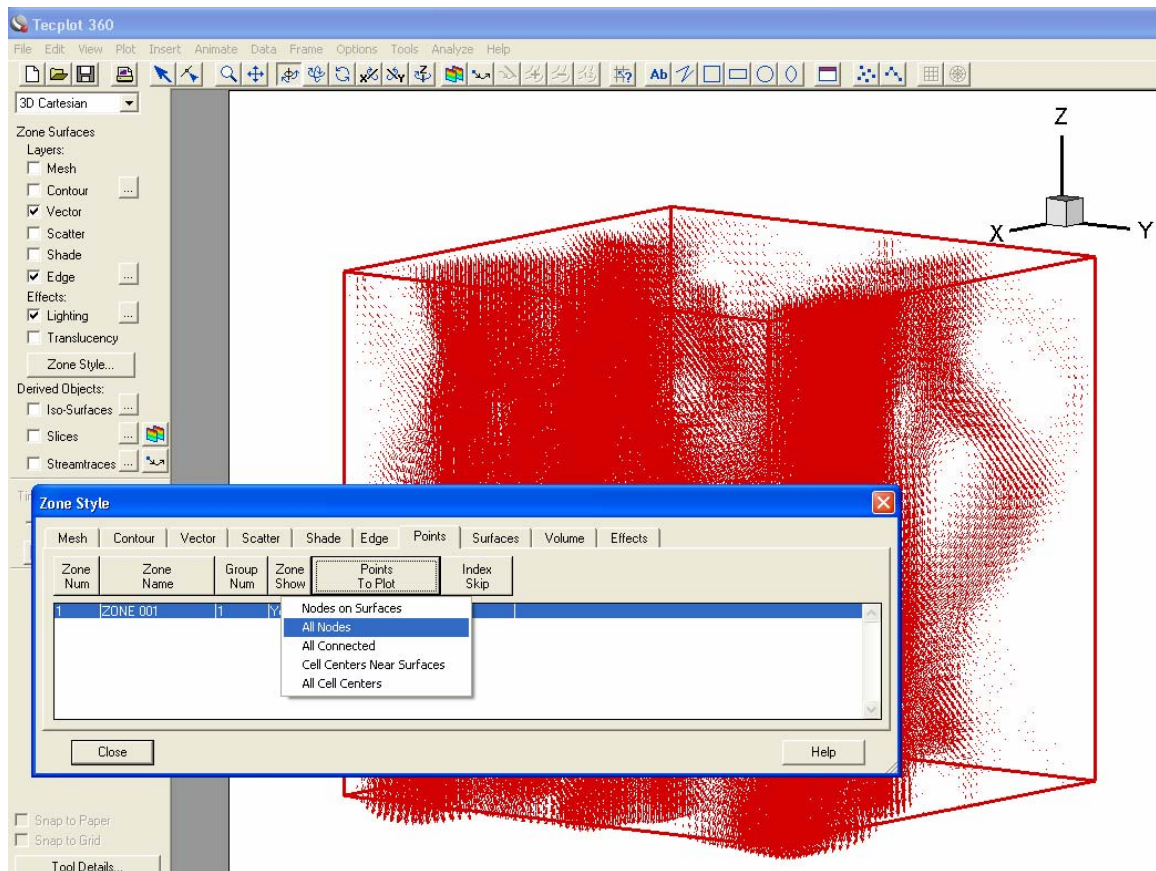 Tecplot 360
File Edit View Plot Insert Animate Data Frame Options Tools Analyze Help
Ab
3D Cartesian
Zone Surfaces
Layers:
Mesh
Contour ...
Vector
Scatter
Shade
Edge ...
Effects:
Lighting ...
Translucency
Zone Style...
Derived Objects:
Iso-Surfaces ...
Slices ...
Streamtraces ...
Z
X
Y
Zone Style
Mesh Contour Vector Scatter Shade Edge Points Surfaces Volume Effects
Zone Num Zone Name Group Num Zone Show Points To Plot Index Skip
1 ZONE 001 1
Nodes on Surfaces
All Nodes
All Connected
Cell Centers Near Surfaces
All Cell Centers
Close Help
Snap to Paper
Snap to Grid
Tool Details...